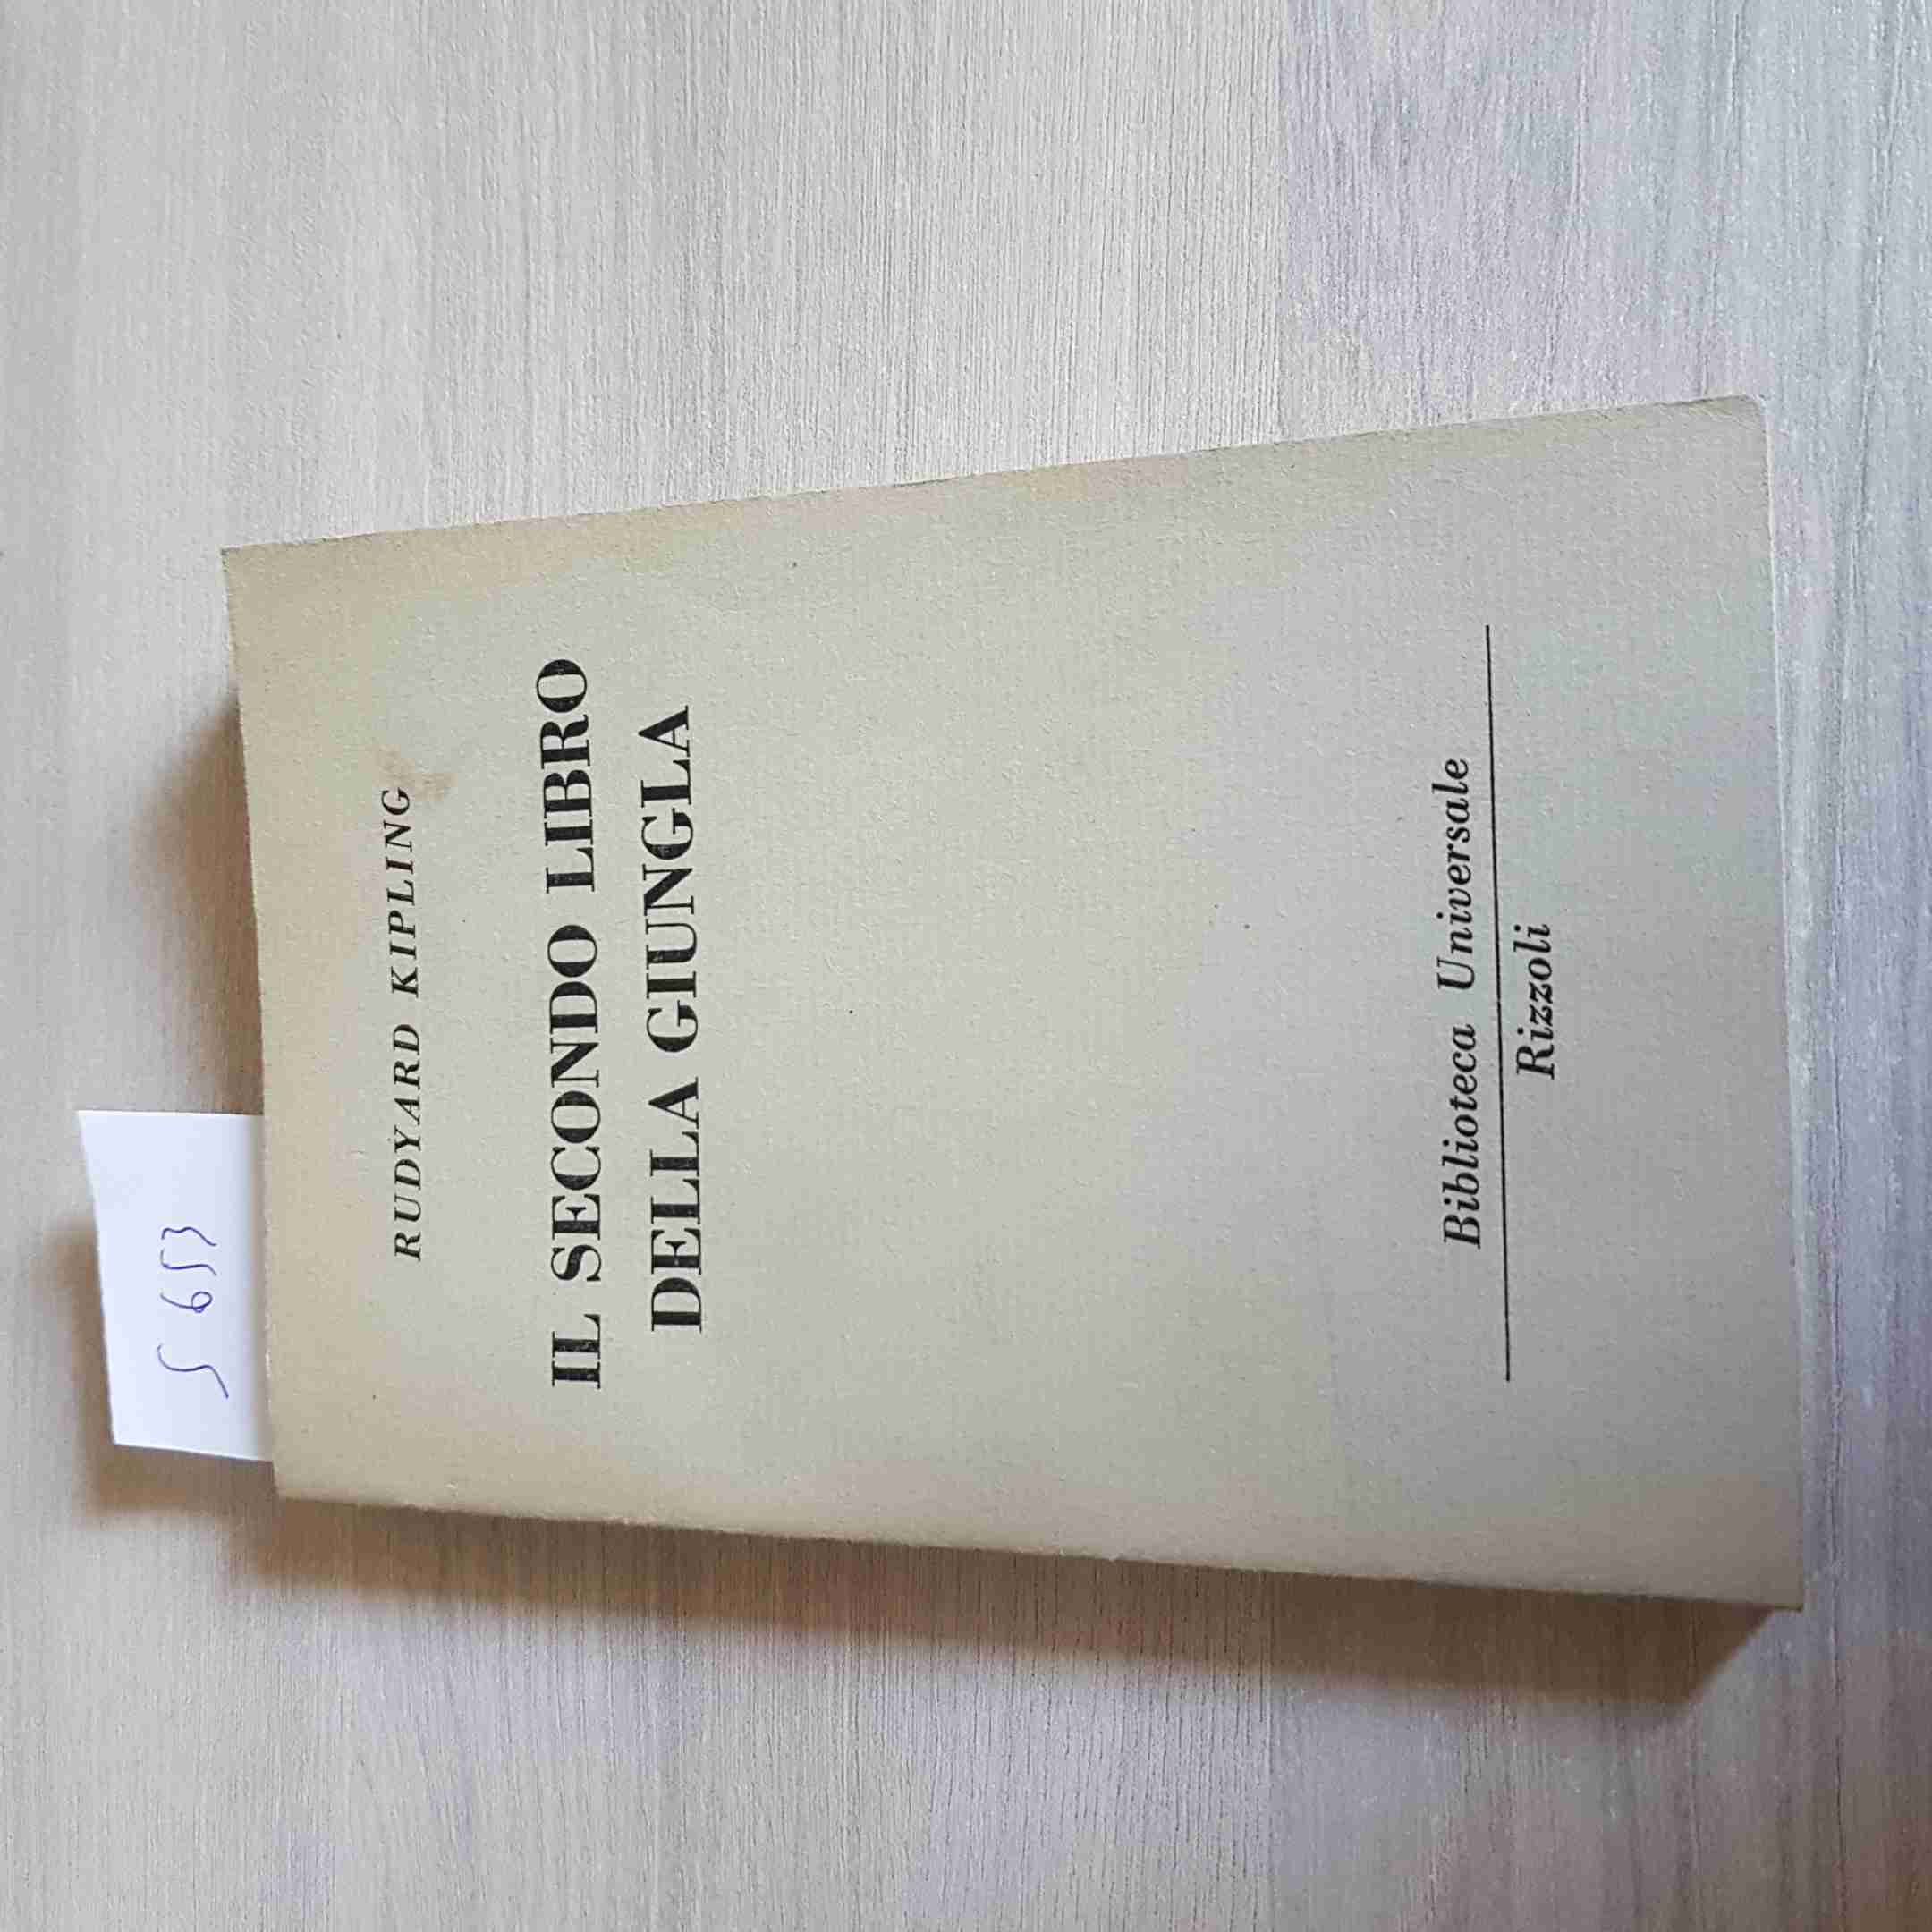 S 653
RUDYARD KIPLING
IL SECONDO LIBRO
DELLA GIUNGLA
Biblioteca Universale
Rizzoli